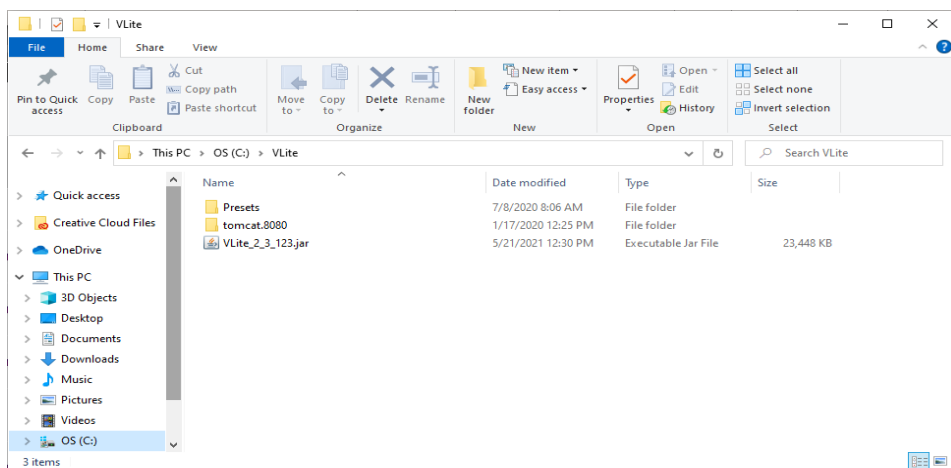 VLite
File Home Share View
Pin to Quick access
Copy
Paste
Cut
Copy path
Paste shortcut
Clipboard
Move to
Copy to
Delete
Rename
Organize
New folder
New item
Easy access
New
Properties
Open
Edit
History
Open
Select all
Select none
Invert selection
Select
This PC > OS (C:) > VLite
Search VLite
Name Date modified Type Size
Presets 7/8/2020 8:06 AM File folder
tomcat.8080 1/17/2020 12:25 PM File folder
VLite_2_3_123.jar 5/21/2021 12:30 PM Executable Jar File 23,448 KB
Quick access
Creative Cloud Files
OneDrive
This PC
3D Objects
Desktop
Documents
Downloads
Music
Pictures
Videos
OS (C:)
3 items